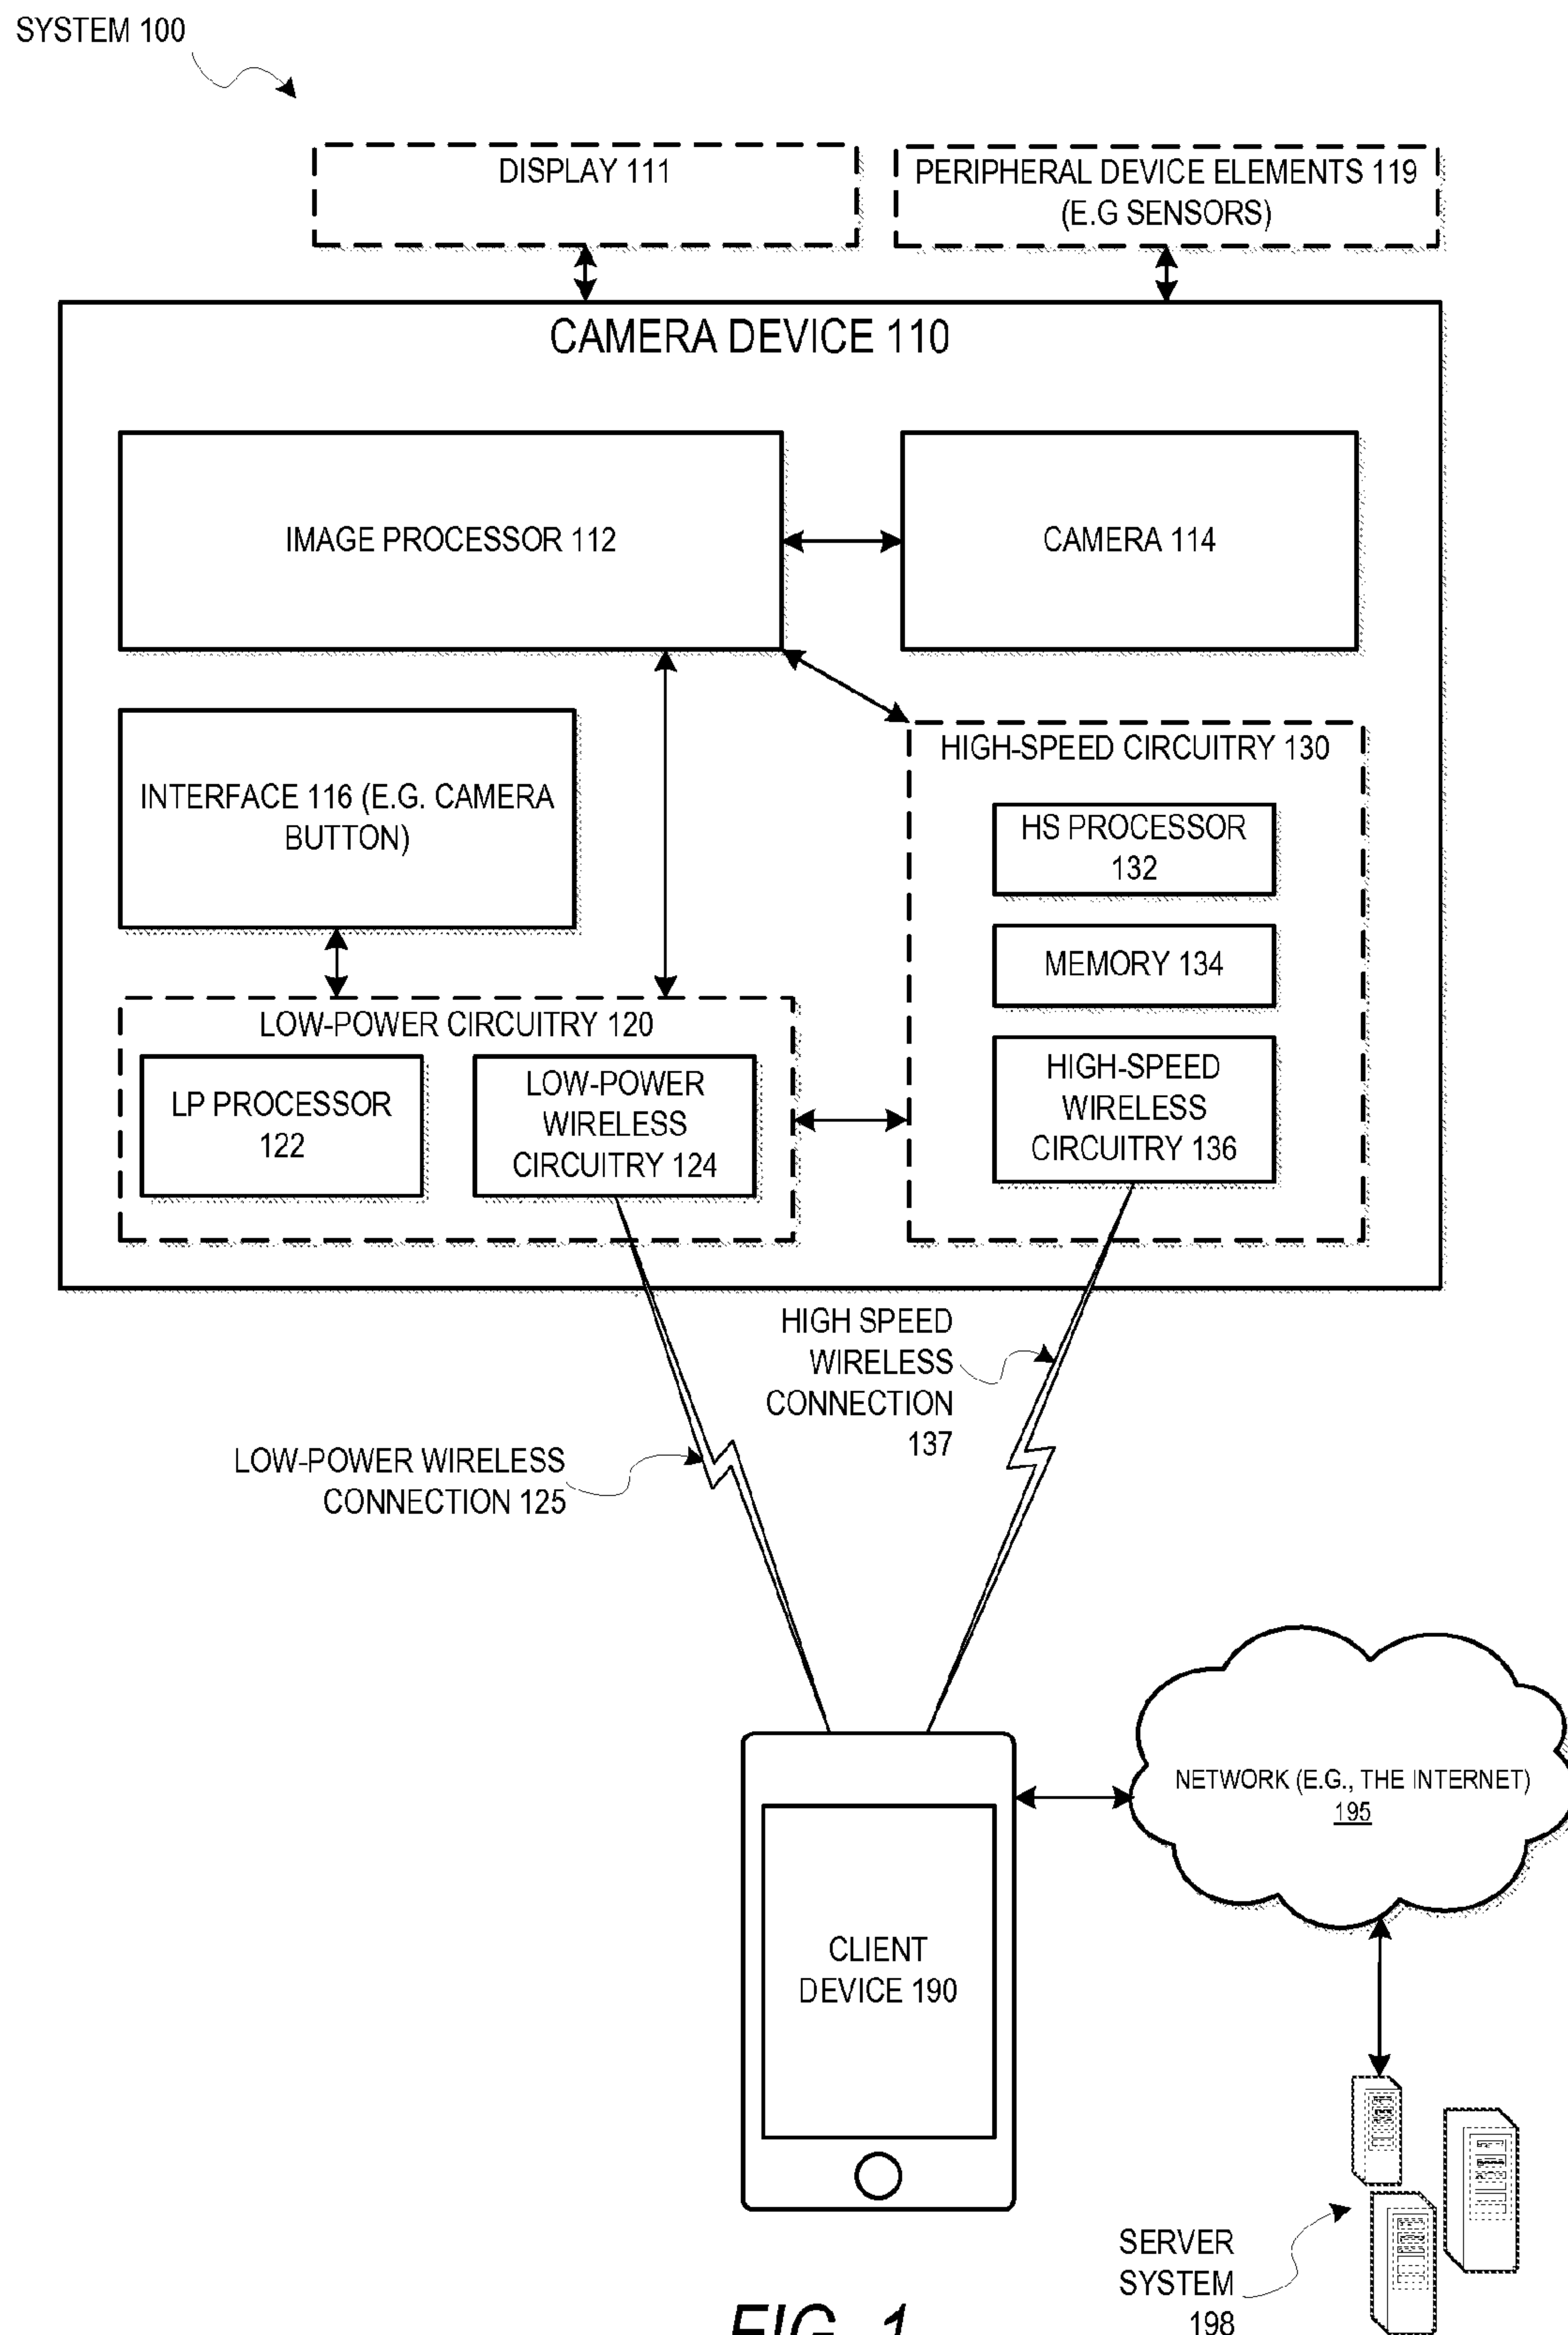 SYSTEM 100
DISPLAY 111
PERIPHERAL DEVICE ELEMENTS 119
(E.G SENSORS)
CAMERA DEVICE 110
IMAGE PROCESSOR 112
CAMERA 114
INTERFACE 116 (E.G. CAMERA
BUTTON)
HIGH-SPEED CIRCUITRY 130
HS PROCESSOR
132
MEMORY 134
HIGH-SPEED
WIRELESS
CIRCUITRY 136
LOW-POWER CIRCUITRY 120
LP PROCESSOR
122
LOW-POWER
WIRELESS
CIRCUITRY 124
HIGH SPEED
WIRELESS
CONNECTION
137
LOW-POWER WIRELESS
CONNECTION 125
NETWORK (E.G., THE INTERNET)
195
CLIENT
DEVICE 190
SERVER
SYSTEM
198
FIG. 1